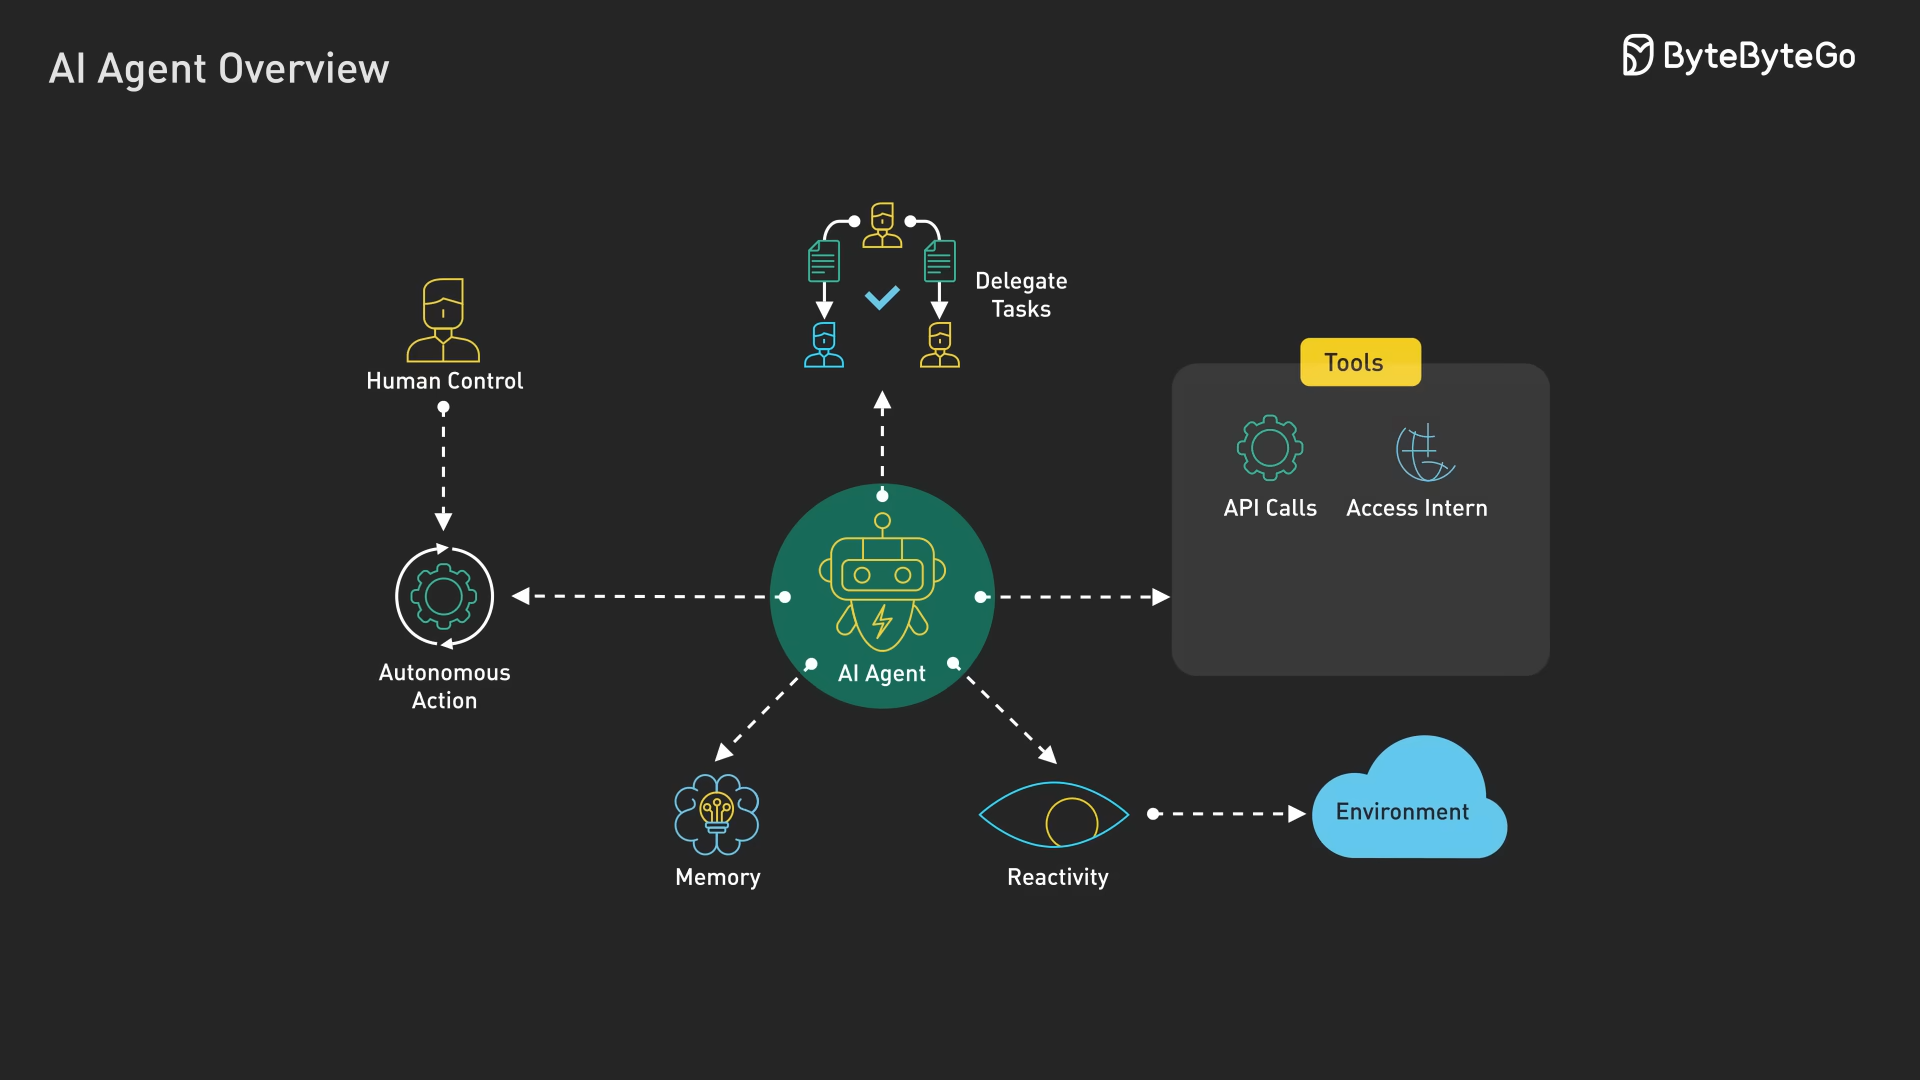 AI Agent Overview
ByteByteGo
Delegate
Tasks
Human Control
Tools
API Calls
Access Intern
AI Agent
Autonomous
Action
Environment
Memory
Reactivity